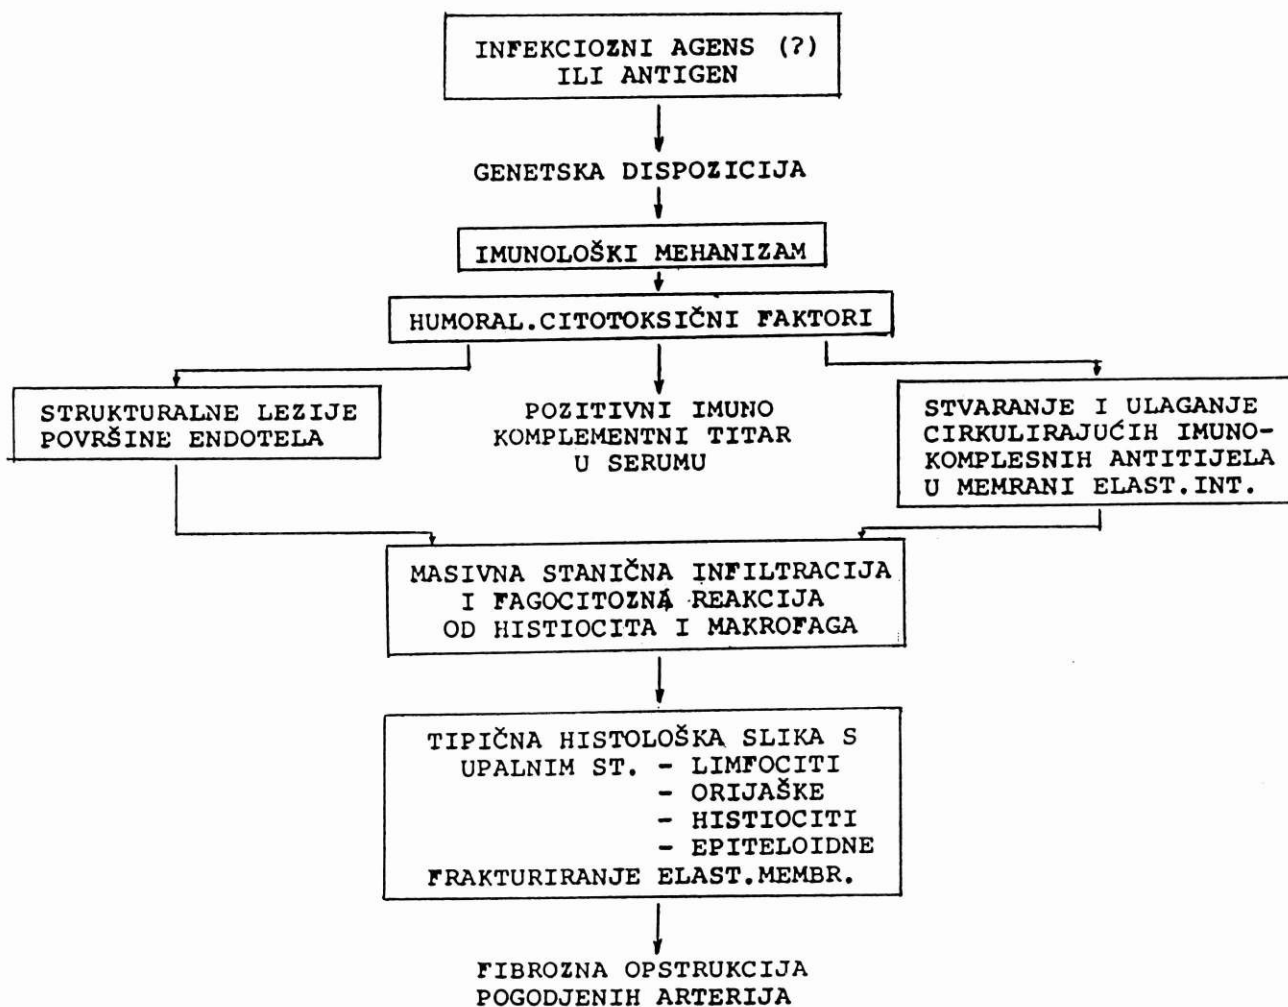 INFEKCIOZNI AGENS (?)
ILI ANTIGEN
GENETSKA DISPOZICIJA
IMUNOLOŠKI MEHANIZAM
HUMORAL.CITOTOKSIČNI FAKTORI
STRUKTURALNE LEZIJE
POVRŠINE ENDOTELA
POZITIVNI IMUNO
KOMPLEMENTNI TITAR
U SERUMU
STVARANJE I ULAGANJE
CIRKULIRAJUĆIH IMUNO-
KOMPLESNIH ANTITIJELA
U MEMRANI ELAST.INT.
MASIVNA STANIČNA INFILTRACIJA
I FAGOCITOZNA REAKCIJA
OD HISTIOCITA I MAKROFAGA
TIPIČNA HISTOLOŠKA SLIKA S
UPALNIM ST. - LIMFOCITI
- ORIJAŠKE
- HISTIOCITI
- EPITELOIDNE
FRAKTURIRANJE ELAST.MEMBR.
FIBROZNA OPSTRUKCIJA
POGODJENIH ARTERIJA